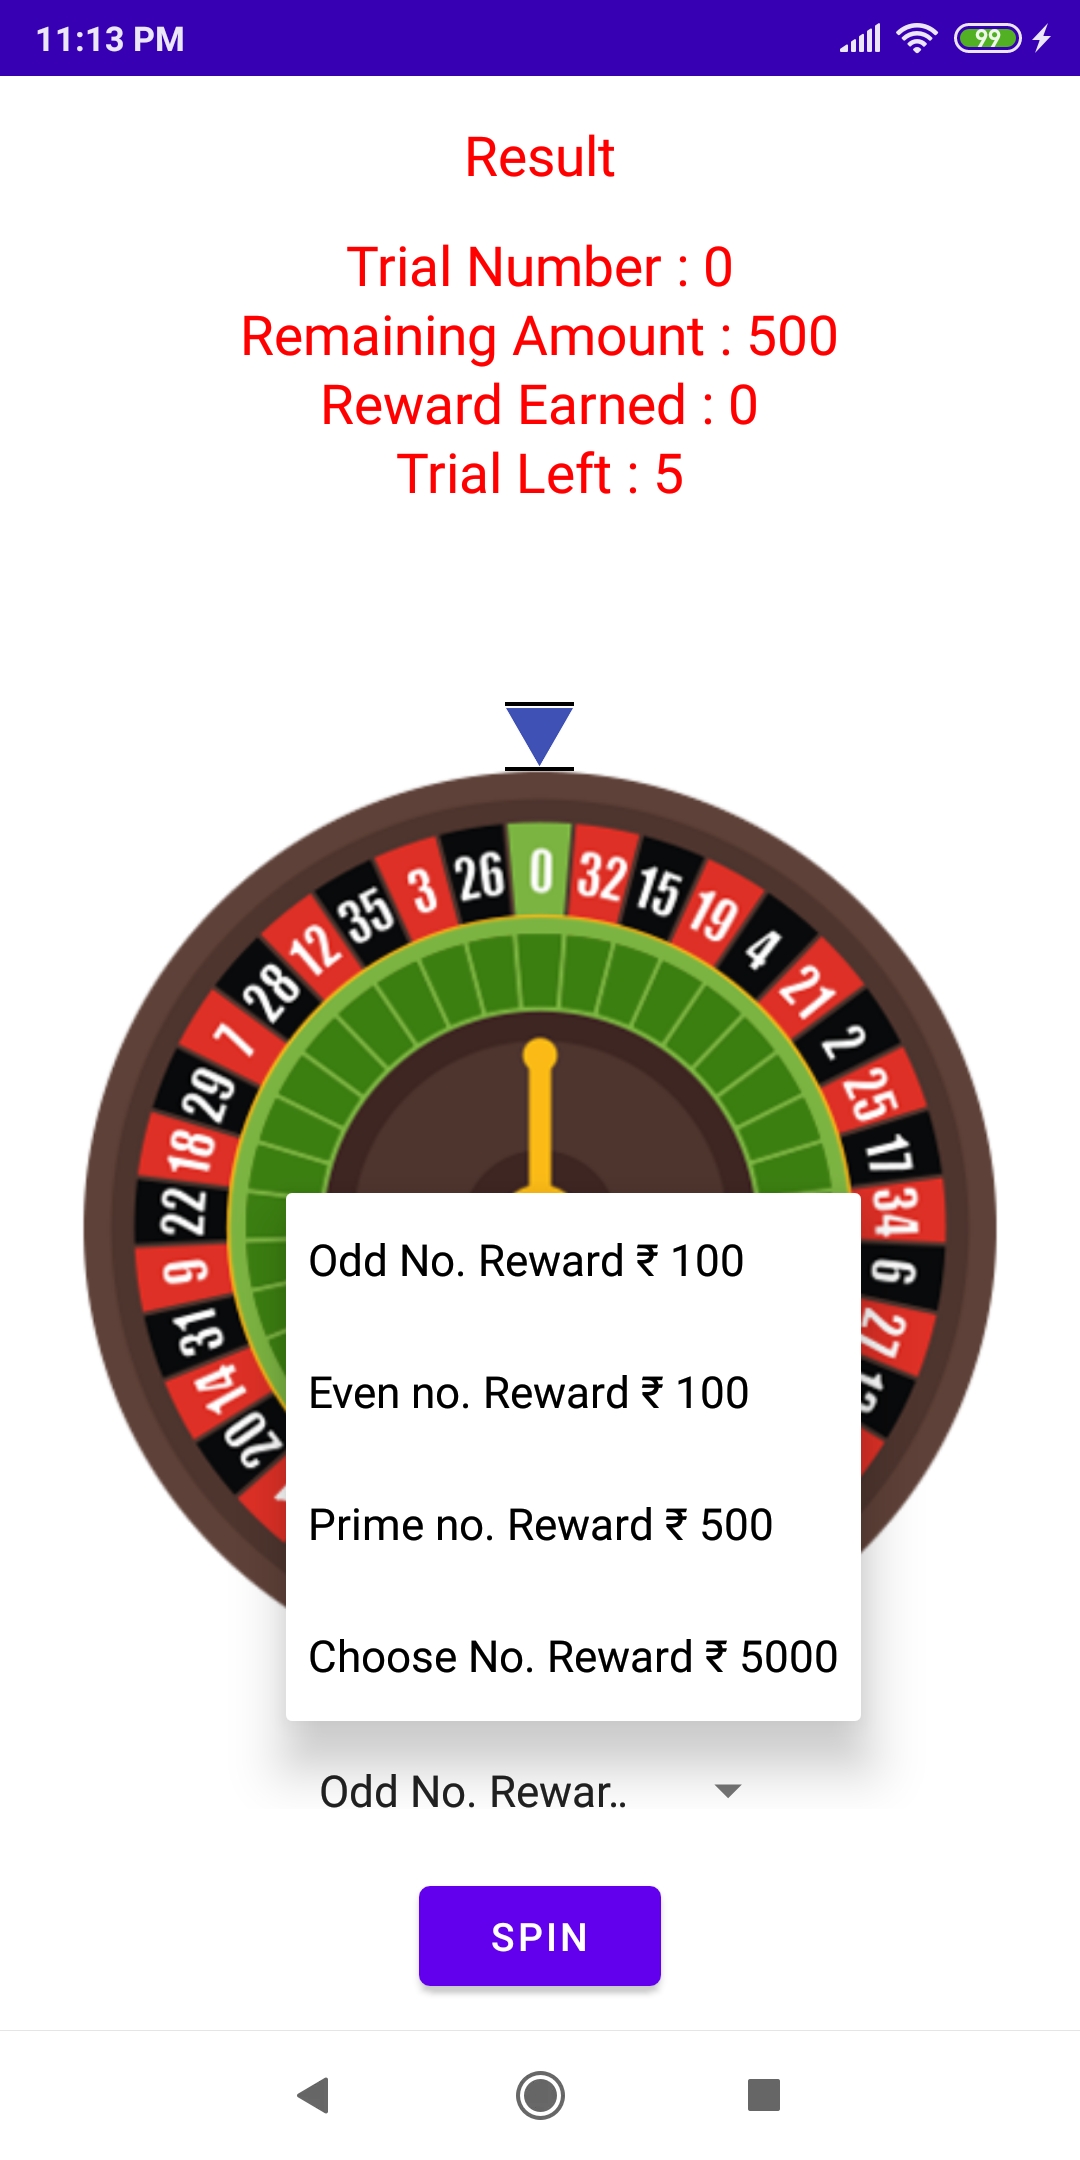 11:13 PM
99
Result
Trial Number : 0
Remaining Amount : 500
Reward Earned : 0
Trial Left : 5
20
14
31
9
22
18
29
7
28
12
35
3
26
0
32
15
19
4
21
2
25
17
34
6
27
Odd No. Reward ₹ 100
Even no. Reward ₹ 100
Prime no. Reward ₹ 500
Choose No. Reward ₹ 5000
Odd No. Rewar..
SPIN